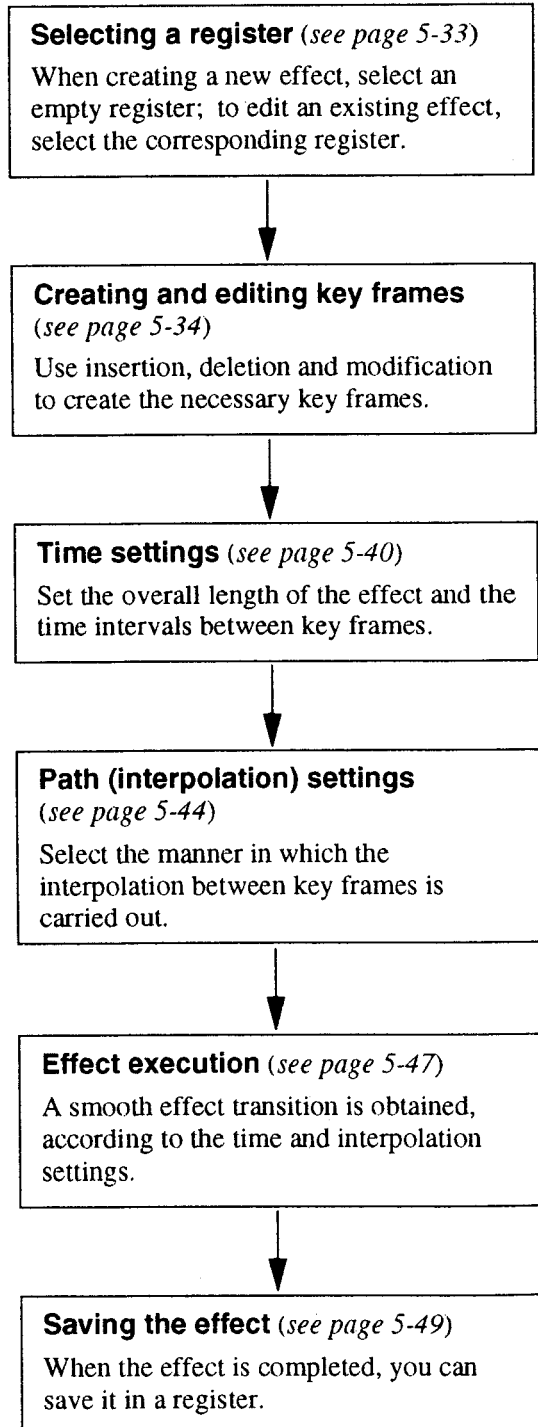 Selecting a register (see page 5-33)
When creating a new effect, select an
empty register; to edit an existing effect,
select the corresponding register.
Creating and editing key frames
(see page 5-34)
Use insertion, deletion and modification
to create the necessary key frames.
Time settings (see page 5-40)
Set the overall length of the effect and the
time intervals between key frames.
Path (interpolation) settings
(see page 5-44)
Select the manner in which the
interpolation between key frames is
carried out.
Effect execution (see page 5-47)
A smooth effect transition is obtained,
according to the time and interpolation
settings.
Saving the effect (see page 5-49)
When the effect is completed, you can
save it in a register.